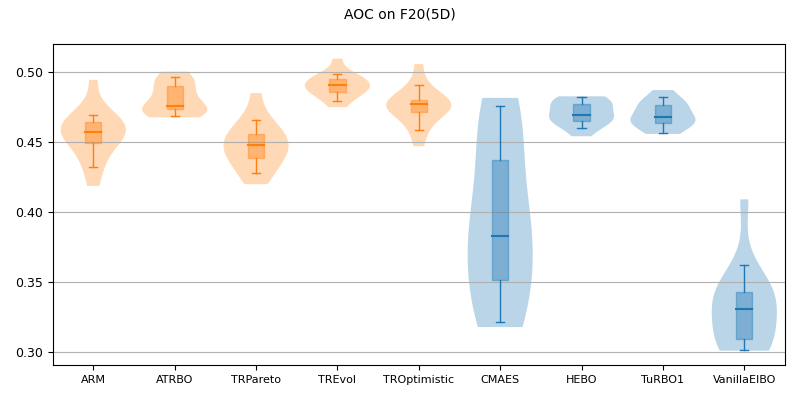 AOC on F20(5D)
0.50
0.45
0.40
0.35
0.30
ARM ATRBO TRPareto TREvol TROptimistic CMAES HEBO TuRBO1 VanillaEIBO